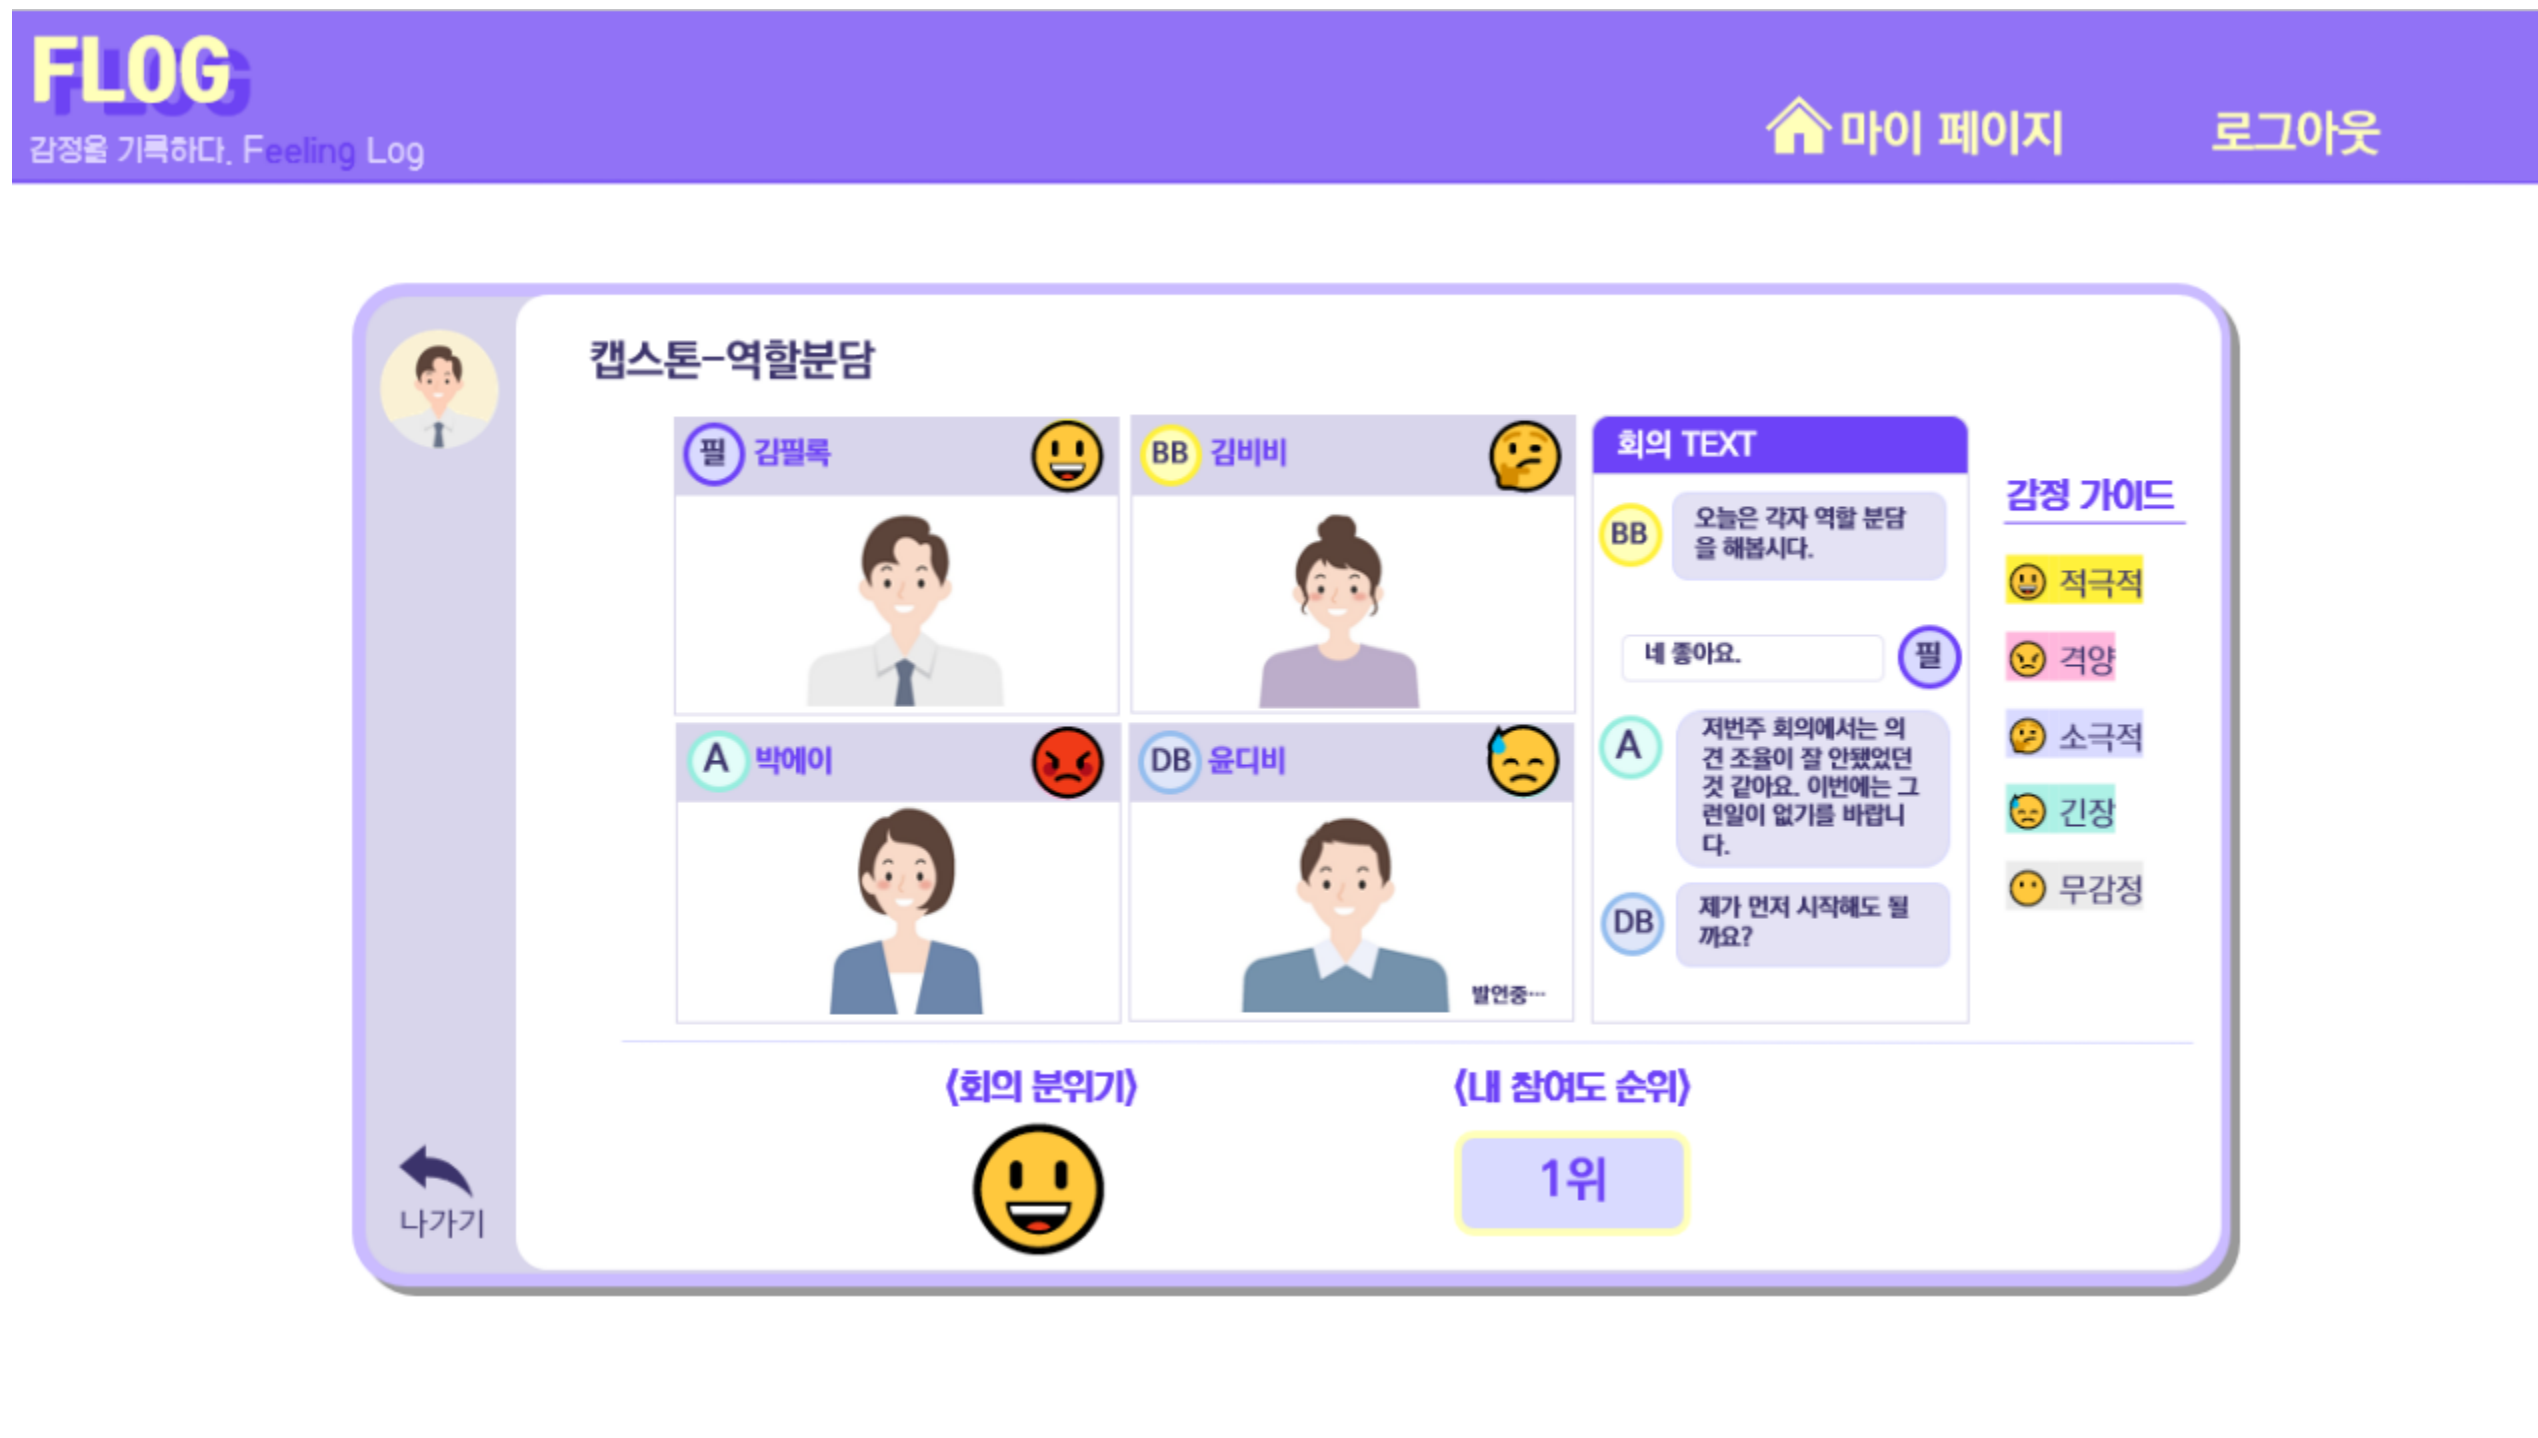 FLOG
감정을 기록하다. Feeling Log
마이 페이지
로그아웃
캡스톤-역할분담
필 김필록
BB 김비비
A 박에이
DB 윤디비
발언중...
회의 TEXT
BB
오늘은 각자 역할 분담
을 해봅시다.
네 좋아요.
필
A
저번주 회의에서는 의
견 조율이 잘 안됐었던
것 같아요. 이번에는 그
런일이 없기를 바랍니
다.
DB
제가 먼저 시작해도 될
까요?
감정 가이드
적극적
격양
소극적
긴장
무감정
<회의 분위기>
<내 참여도 순위>
1위
나가기